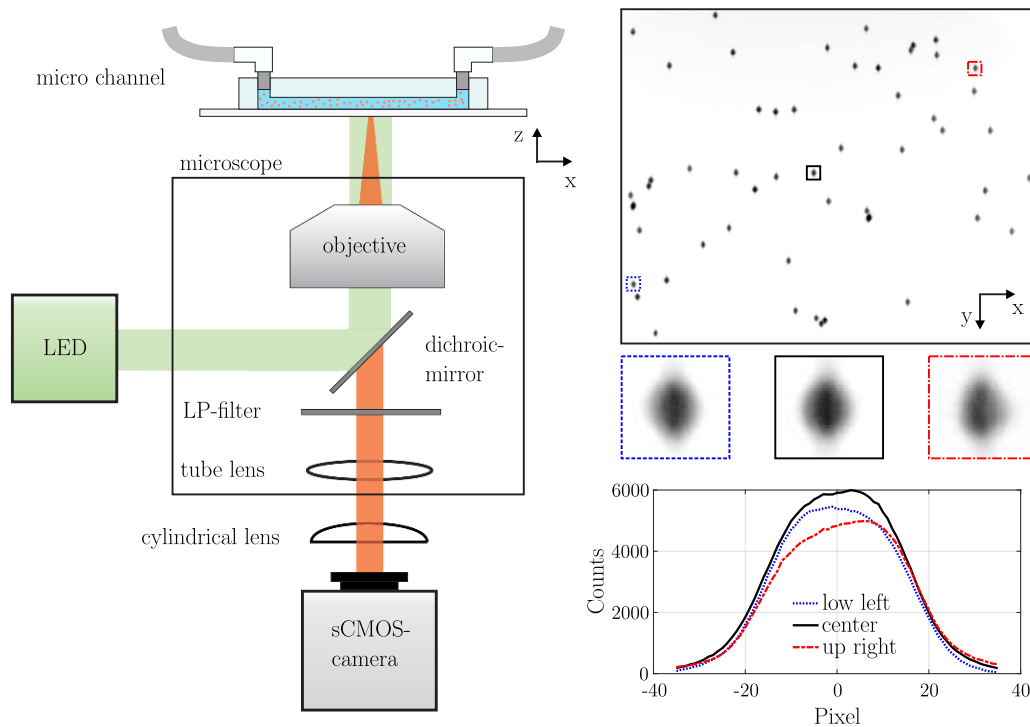 micro channel
z
x
microscope
objective
LED
dichroic-
mirror
LP-filter
tube lens
cylindrical lens
sCMOS-
camera
x
y
6000
4000
2000
0
Counts
low left
center
up right
-40
-20
0
20
40
Pixel